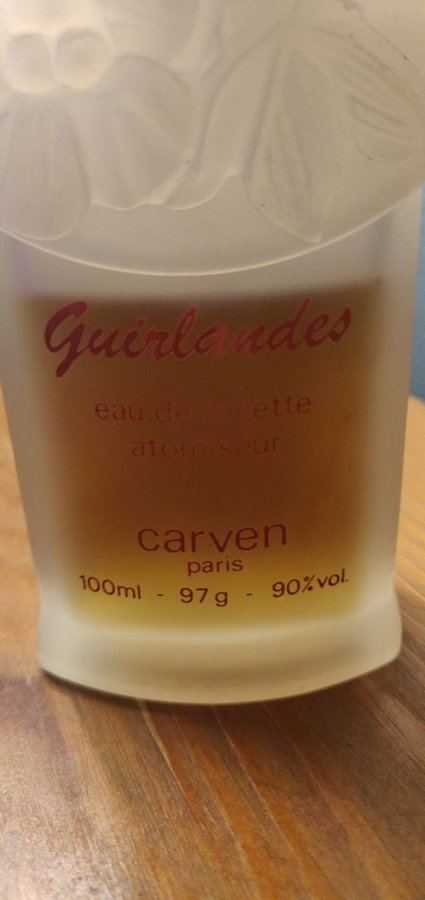 Guirlandes
eau de toilette
atomiseur
carven
paris
100ml - 97g - 90%vol.